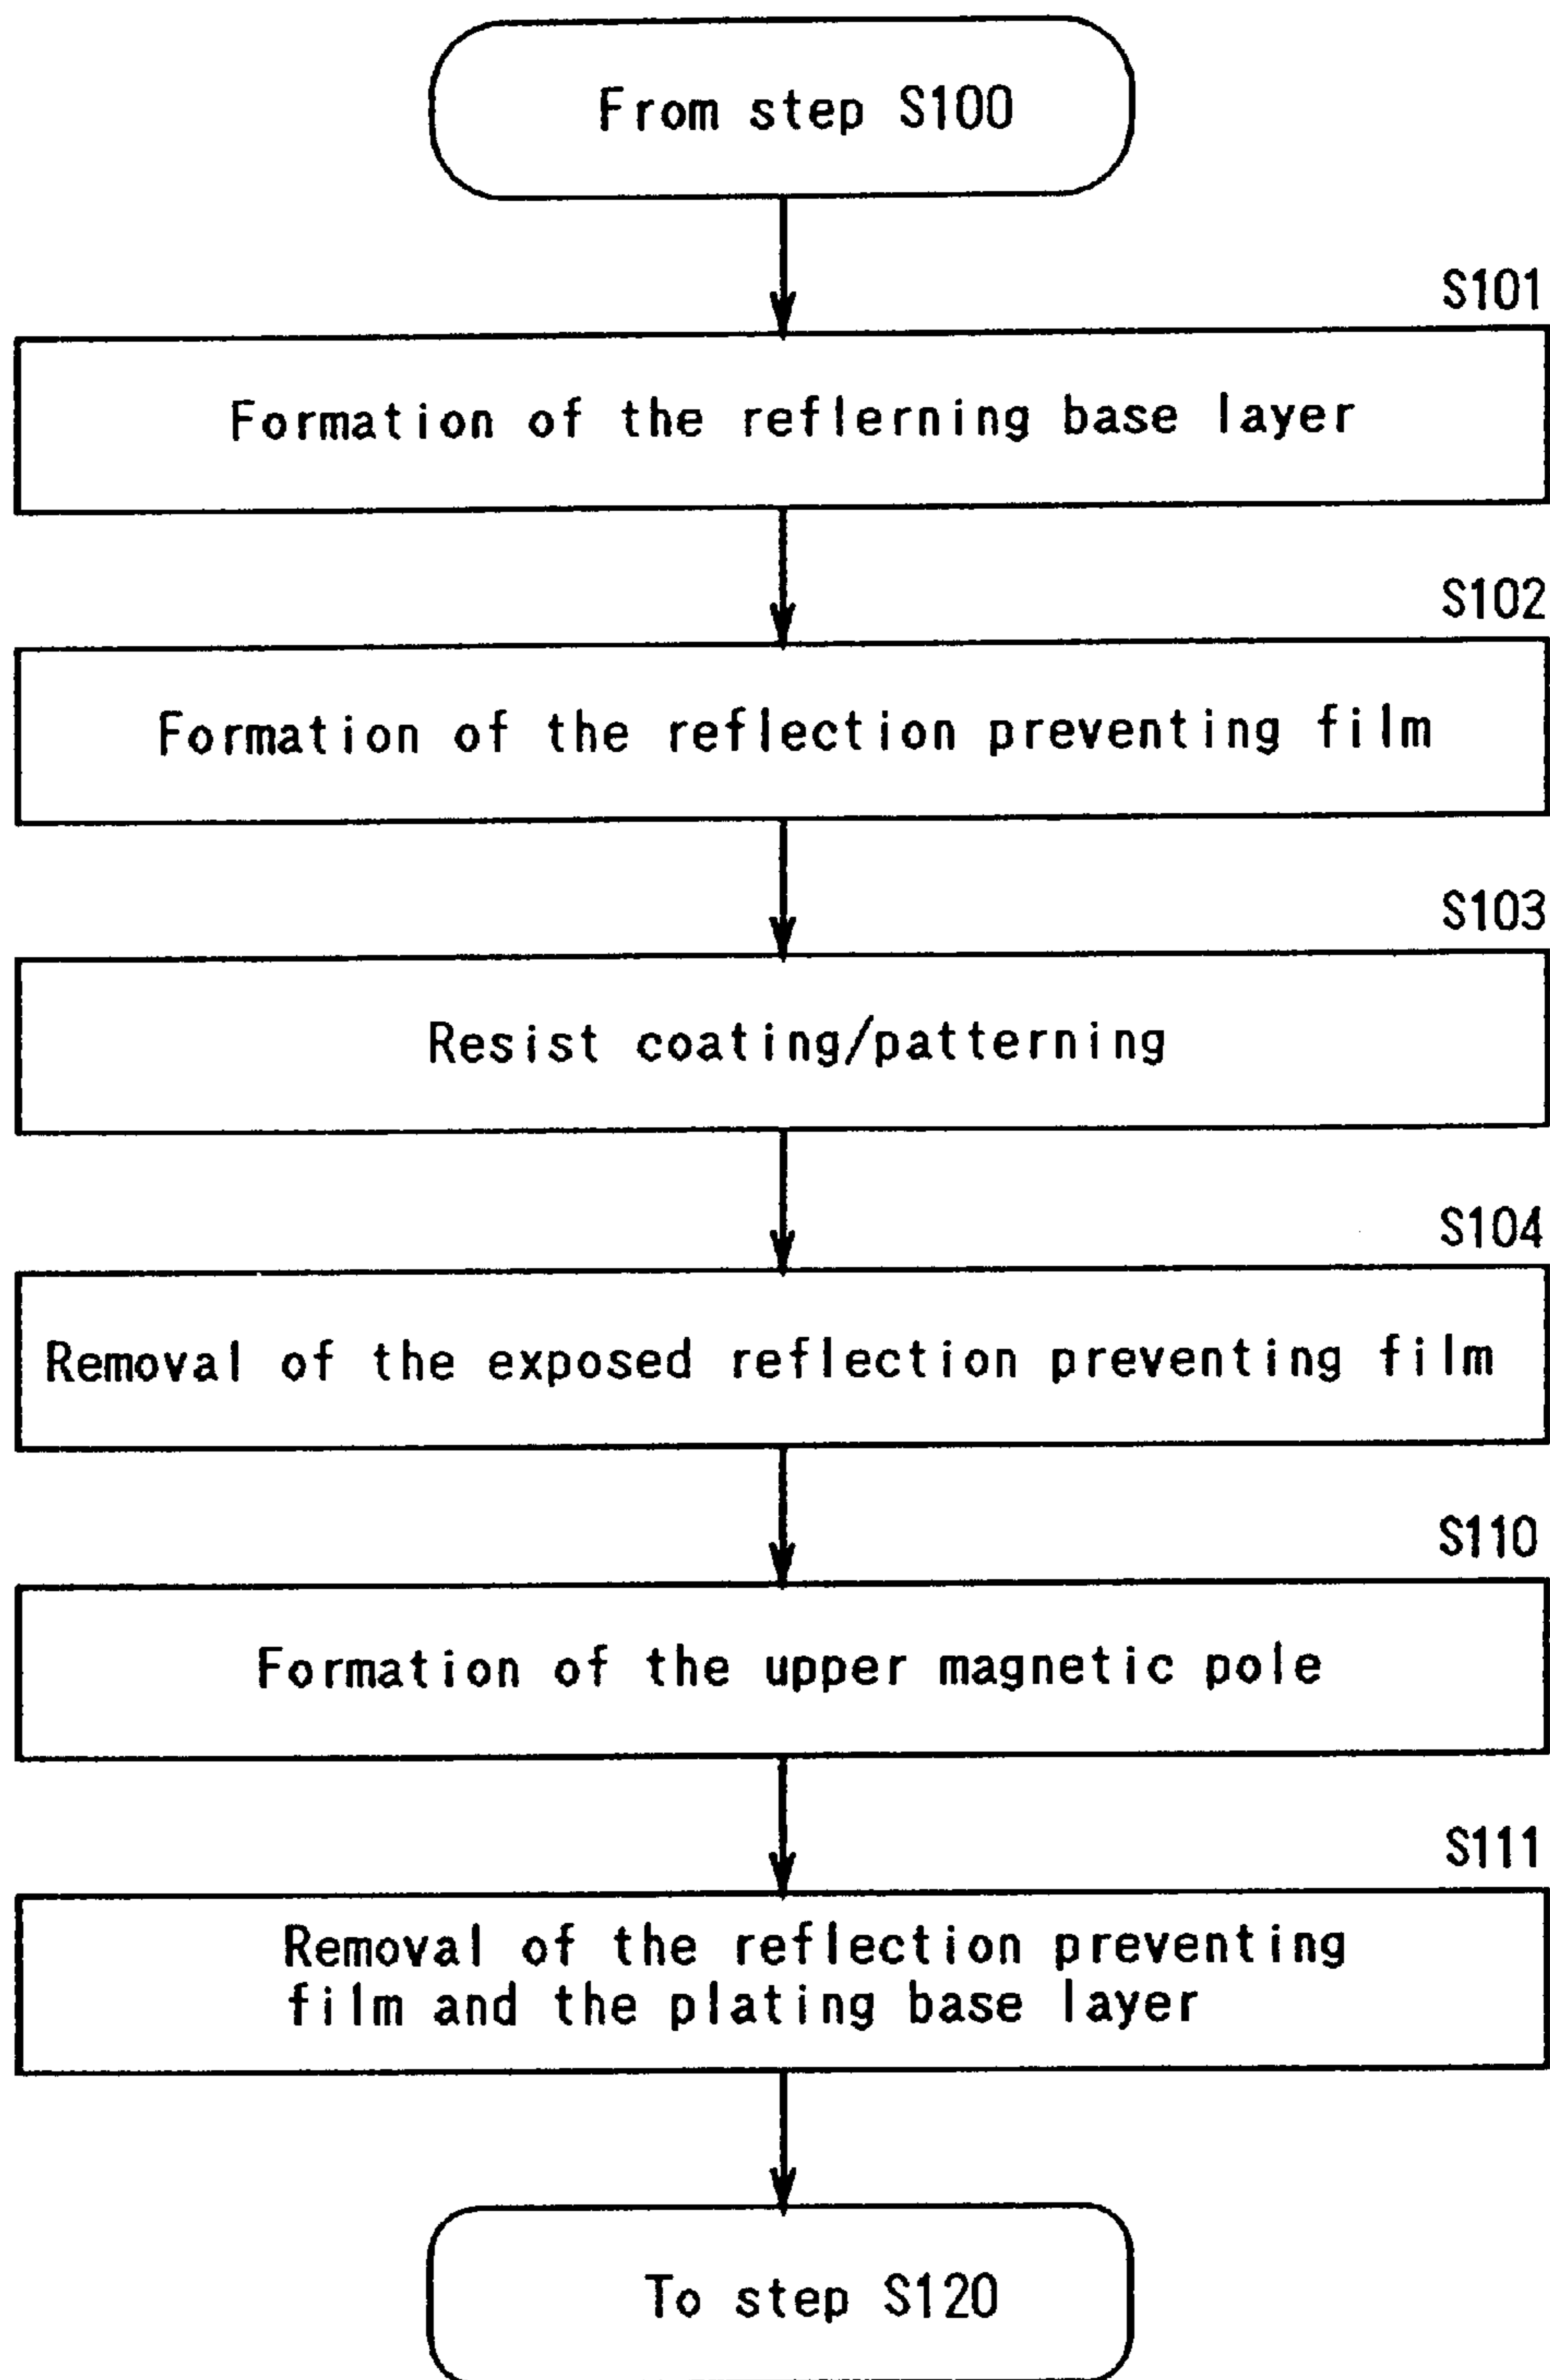 From step S100
S101
Formation of the reflerning base layer
S102
Formation of the reflection preventing film
S103
Resist coating/patterning
S104
Removal of the exposed reflection preventing film
S110
Formation of the upper magnetic pole
S111
Removal of the reflection preventing
film and the plating base layer
To step S120